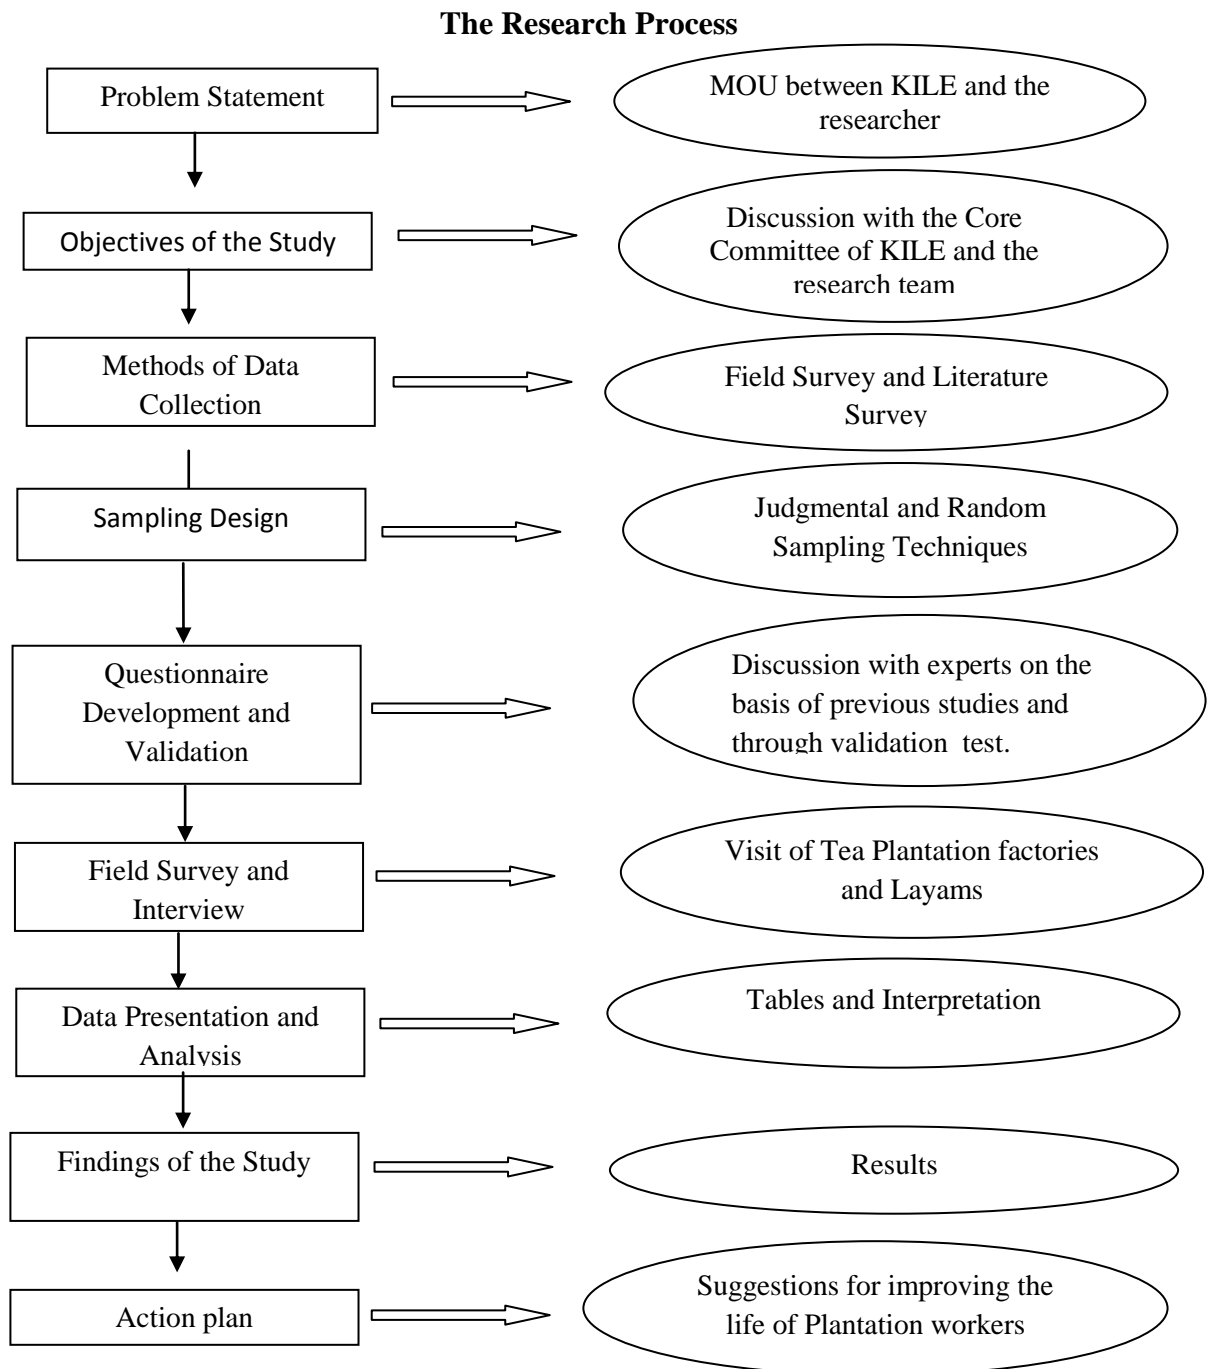 The Research Process
Problem Statement
MOU between KILE and the
researcher
Objectives of the Study
Discussion with the Core
Committee of KILE and the
research team
Methods of Data
Collection
Field Survey and Literature
Survey
Sampling Design
Judgmental and Random
Sampling Techniques
Questionnaire
Development and
Validation
Discussion with experts on the
basis of previous studies and
through validation test.
Field Survey and
Interview
Visit of Tea Plantation factories
and Layams
Data Presentation and
Analysis
Tables and Interpretation
Findings of the Study
Results
Action plan
Suggestions for improving the
life of Plantation workers